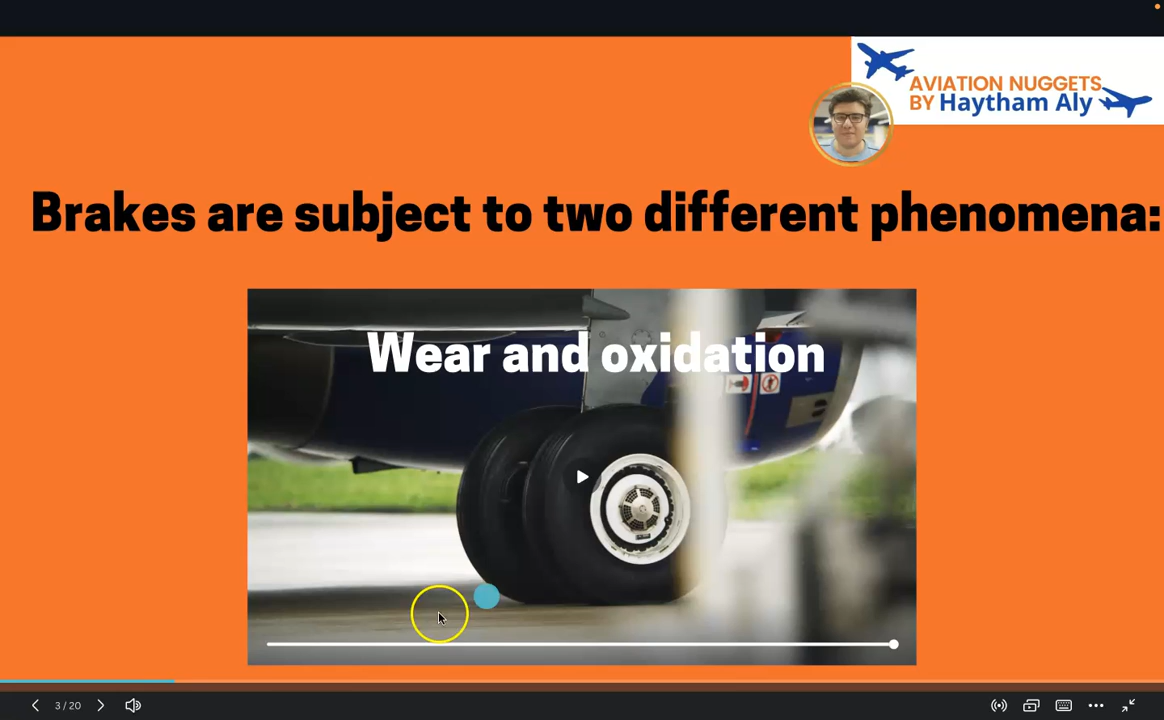 AVIATION NUGGETS
BY Haytham Aly
Brakes are subject to two different phenomena:
Wear and oxidation
3 / 20